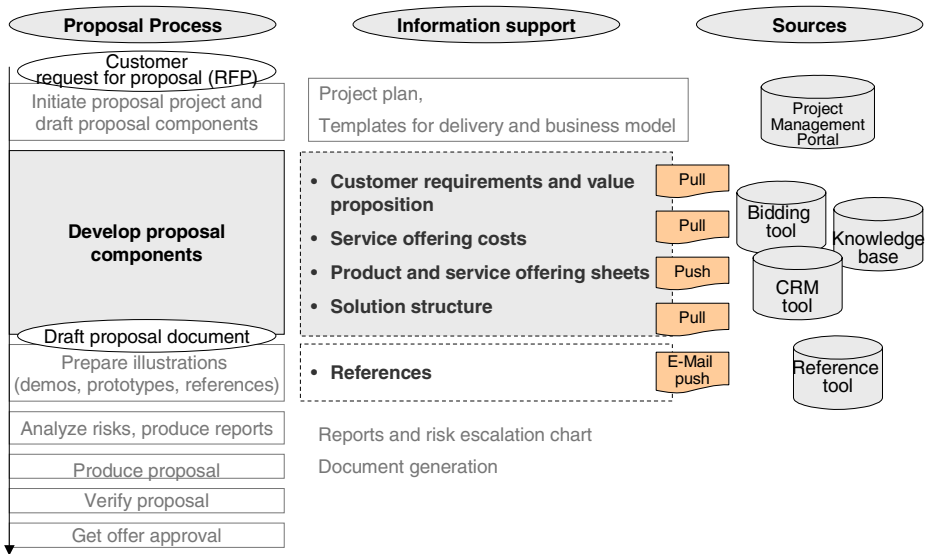 Proposal Process
Information support
Sources
Customer
request for proposal (RFP)
Initiate proposal project and
draft proposal components
Project plan,
Templates for delivery and business model
Project
Management
Portal
Develop proposal
components
• Customer requirements and value
proposition
• Service offering costs
• Product and service offering sheets
• Solution structure
Pull
Pull
Push
Pull
Bidding
tool
Knowledge
base
CRM
tool
Draft proposal document
Prepare illustrations
(demos, prototypes, references)
• References
E-Mail
push
Reference
tool
Analyze risks, produce reports
Reports and risk escalation chart
Produce proposal
Document generation
Verify proposal
Get offer approval